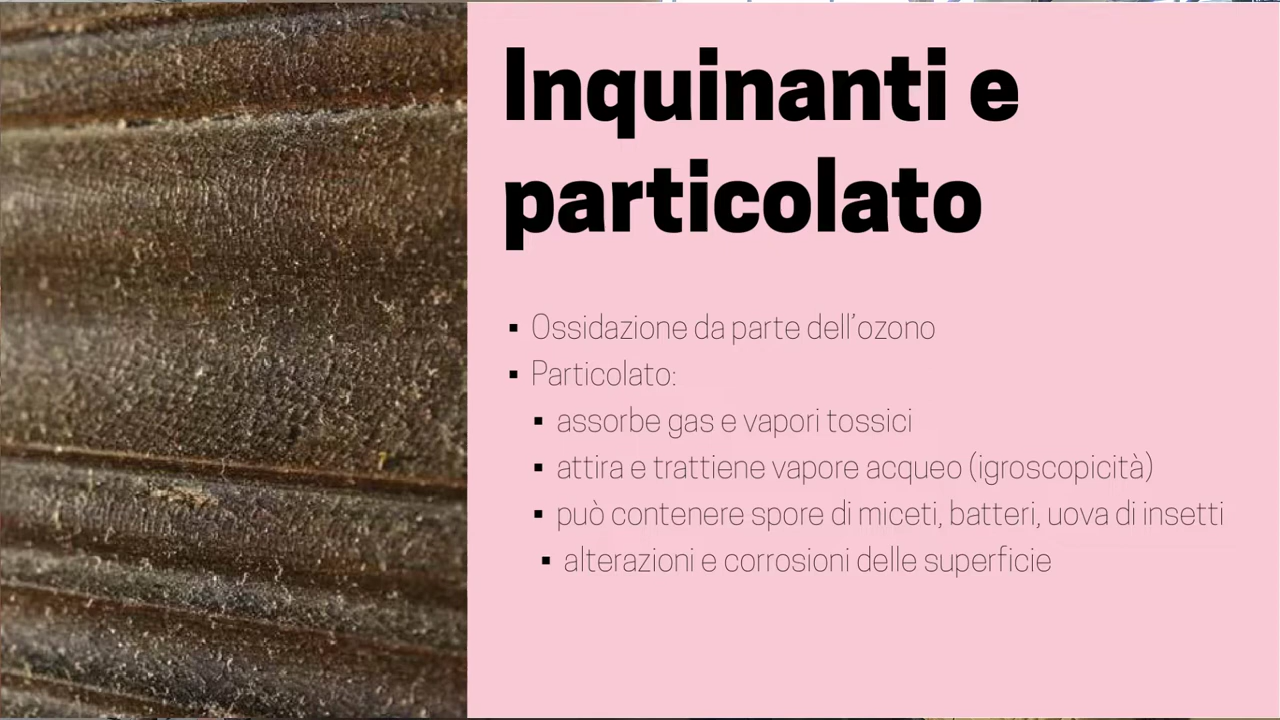 Inquinanti e
particolato
▪ Ossidazione da parte dell'ozono
▪ Particolato:
▪ assorbe gas e vapori tossici
▪ attira e trattiene vapore acqueo (igroscopicità)
▪ può contenere spore di miceti, batteri, uova di insetti
▪ alterazioni e corrosioni delle superficie